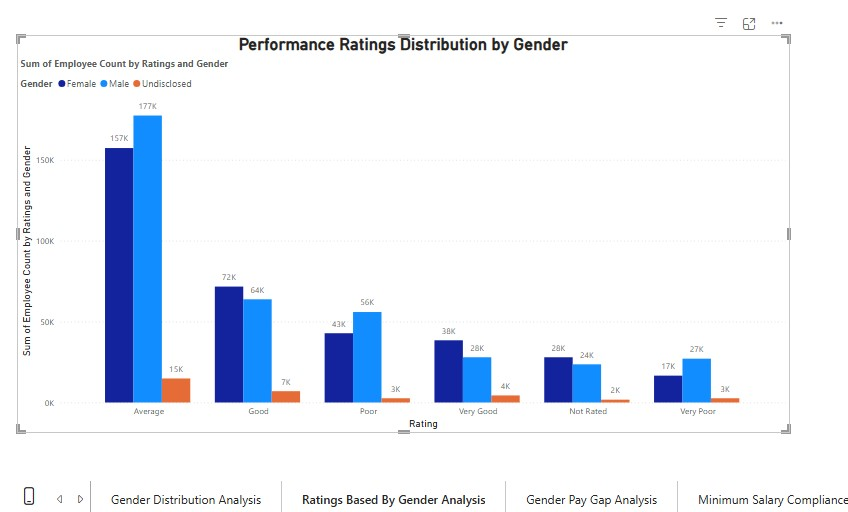 Performance Ratings Distribution by Gender
Sum of Employee Count by Ratings and Gender
Gender Female Male Undisclosed
Sum of Employee Count by Ratings and Gender
150K
100K
50K
0K
157K 177K 15K
72K 64K 7K
43K 56K 3K
38K 28K 4K
28K 24K 2K
17K 27K 3K
Average Good Poor Very Good Not Rated Very Poor
Rating
Gender Distribution Analysis Ratings Based By Gender Analysis Gender Pay Gap Analysis Minimum Salary Compliance